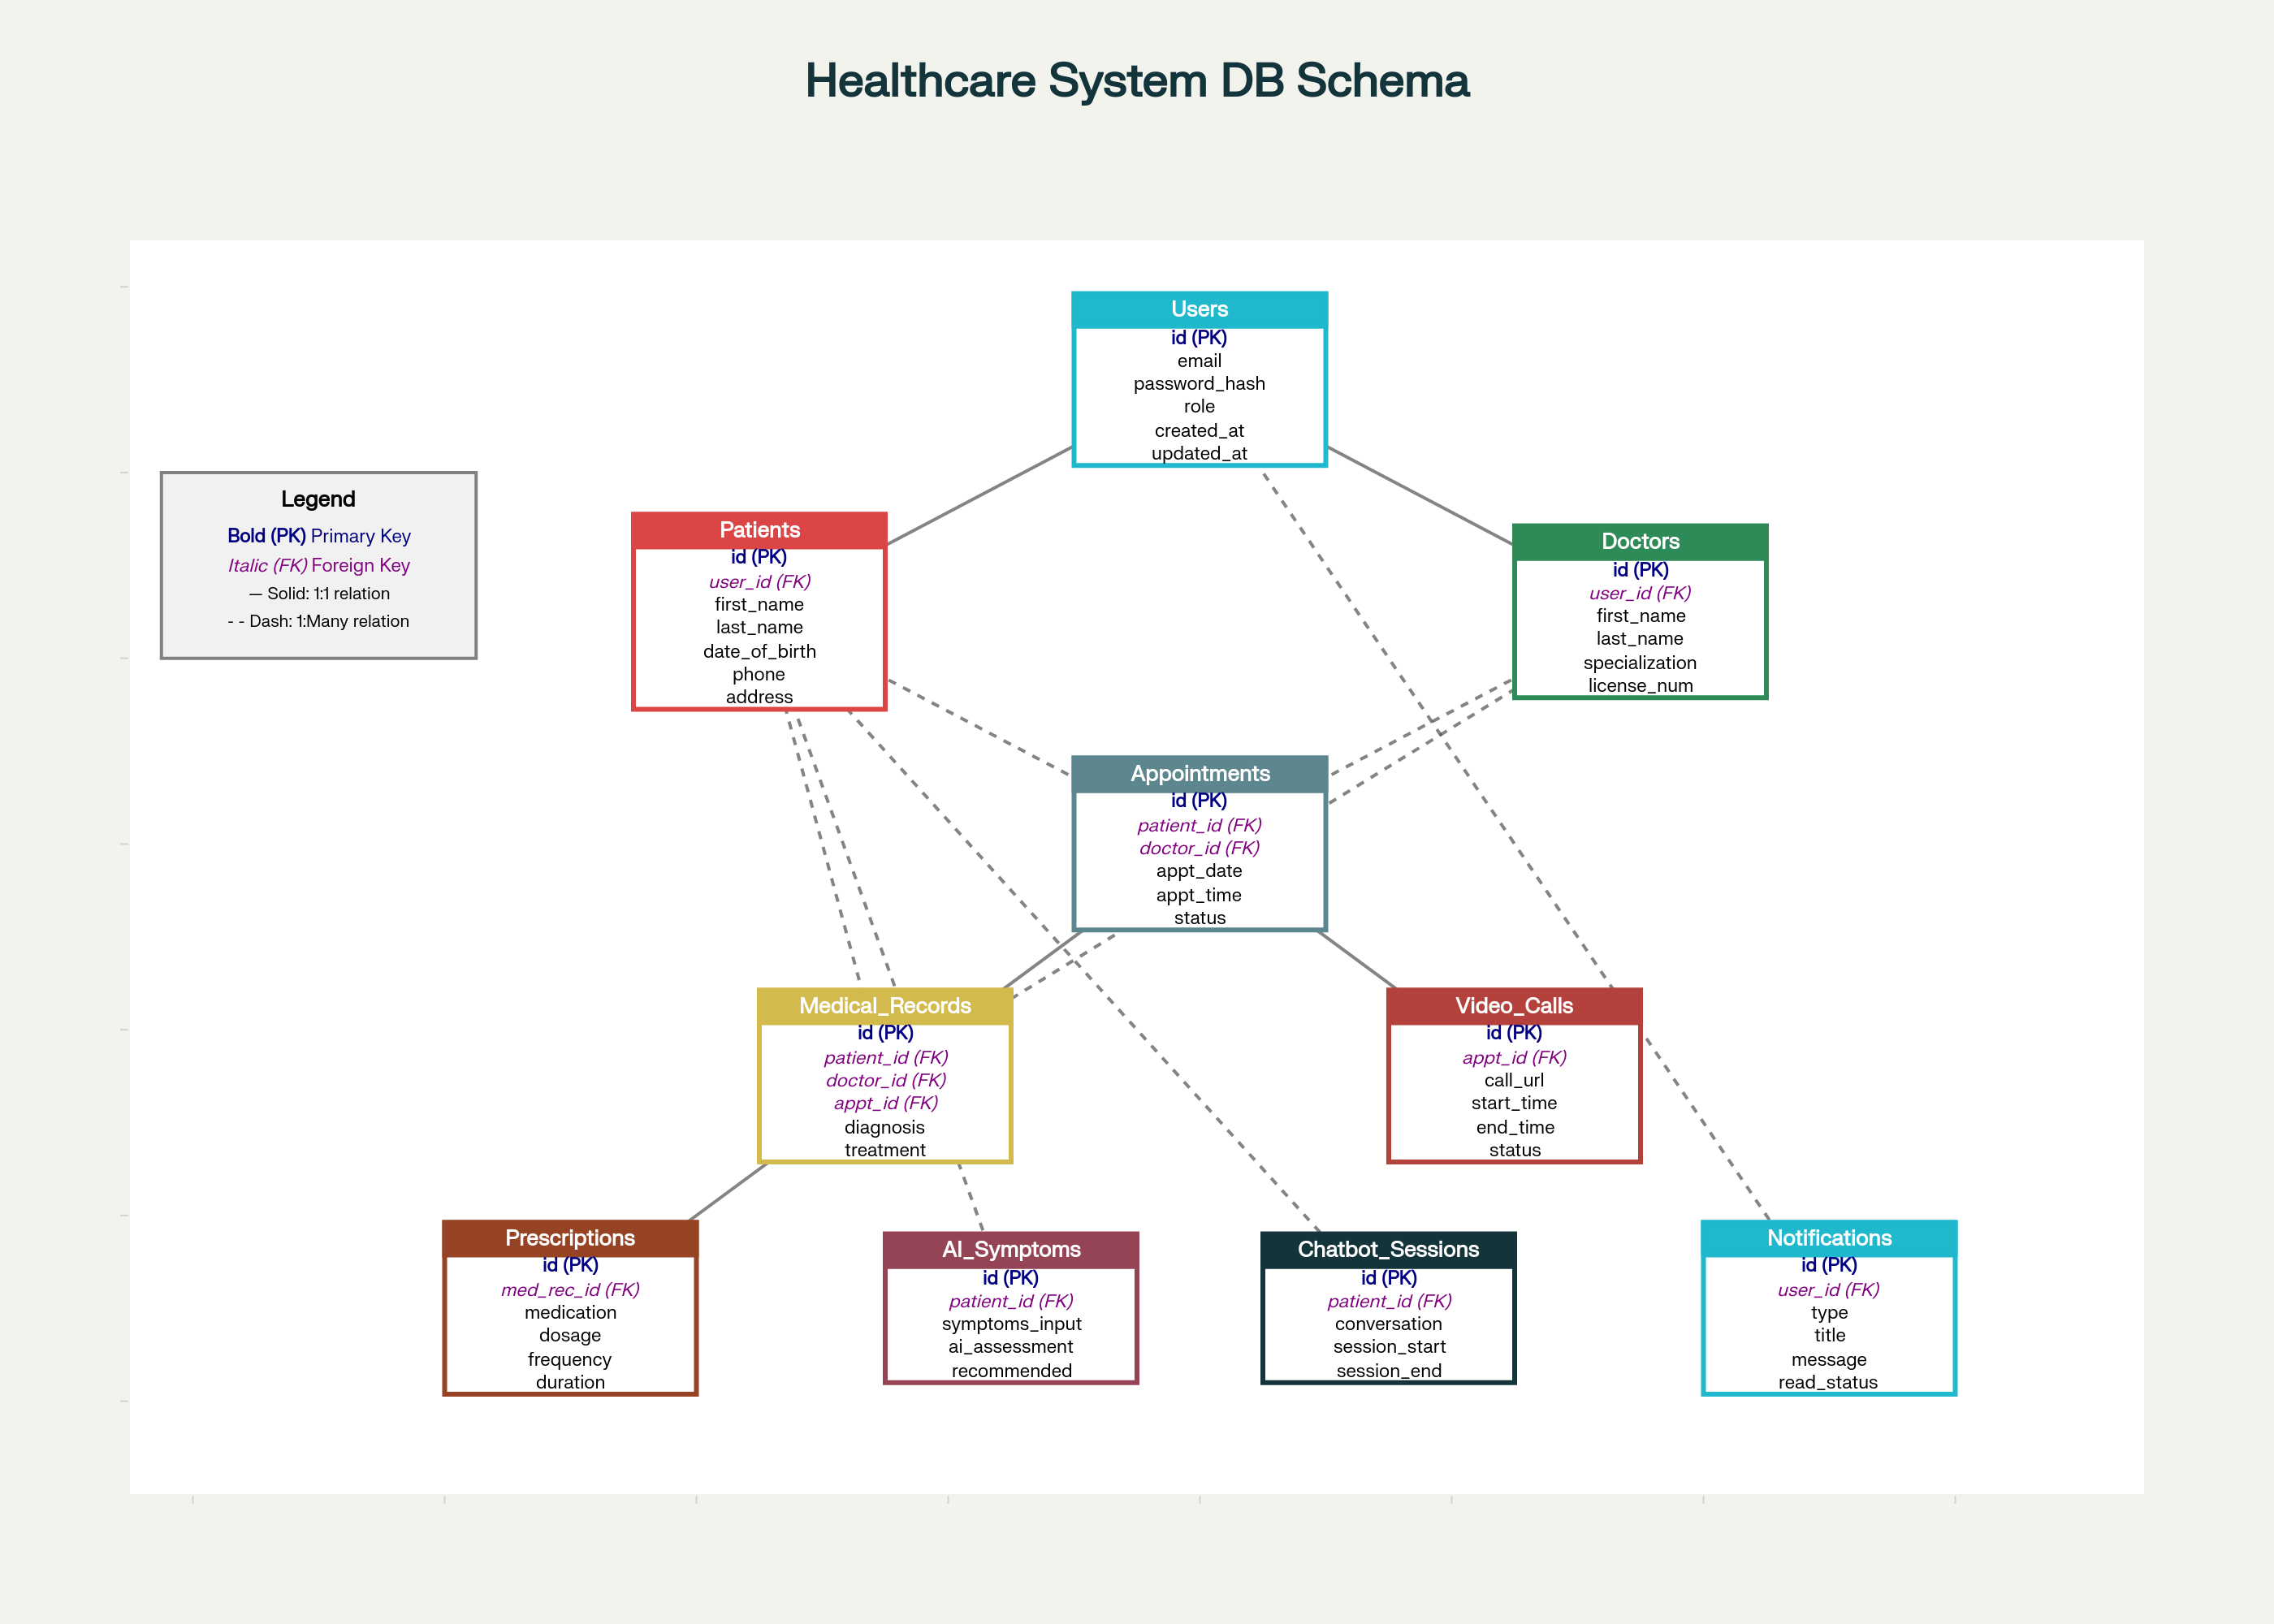 Healthcare System DB Schema
Users
id (PK)
email
password_hash
role
created_at
updated_at
Legend
Bold (PK) Primary Key
Italic (FK) Foreign Key
— Solid: 1:1 relation
- - Dash: 1:Many relation
Patients
id (PK)
user_id (FK)
first_name
last_name
date_of_birth
phone
address
Doctors
id (PK)
user_id (FK)
first_name
last_name
specialization
license_num
Appointments
id (PK)
patient_id (FK)
doctor_id (FK)
appt_date
appt_time
status
Medical_Records
id (PK)
patient_id (FK)
doctor_id (FK)
appt_id (FK)
diagnosis
treatment
Video_Calls
id (PK)
appt_id (FK)
call_url
start_time
end_time
status
Prescriptions
id (PK)
med_rec_id (FK)
medication
dosage
frequency
duration
AI_Symptoms
id (PK)
patient_id (FK)
symptoms_input
ai_assessment
recommended
Chatbot_Sessions
id (PK)
patient_id (FK)
conversation
session_start
session_end
Notifications
id (PK)
user_id (FK)
type
title
message
read_status